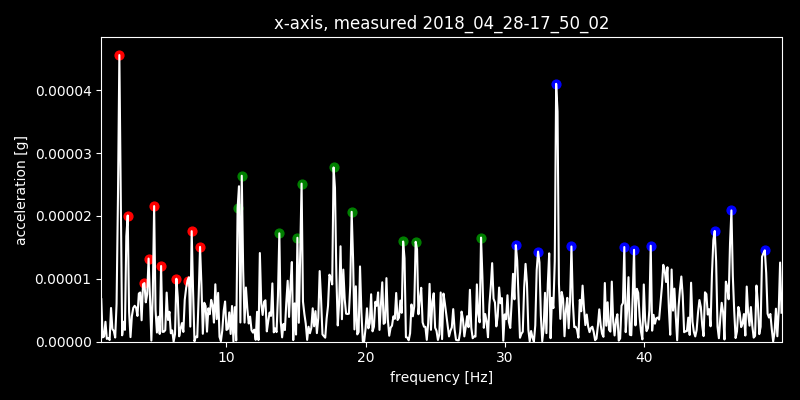 x-axis, measured 2018_04_28-17_50_02
0.00004
0.00003
0.00002
0.00001
0.00000
acceleration [g]
10 20 30 40
frequency [Hz]